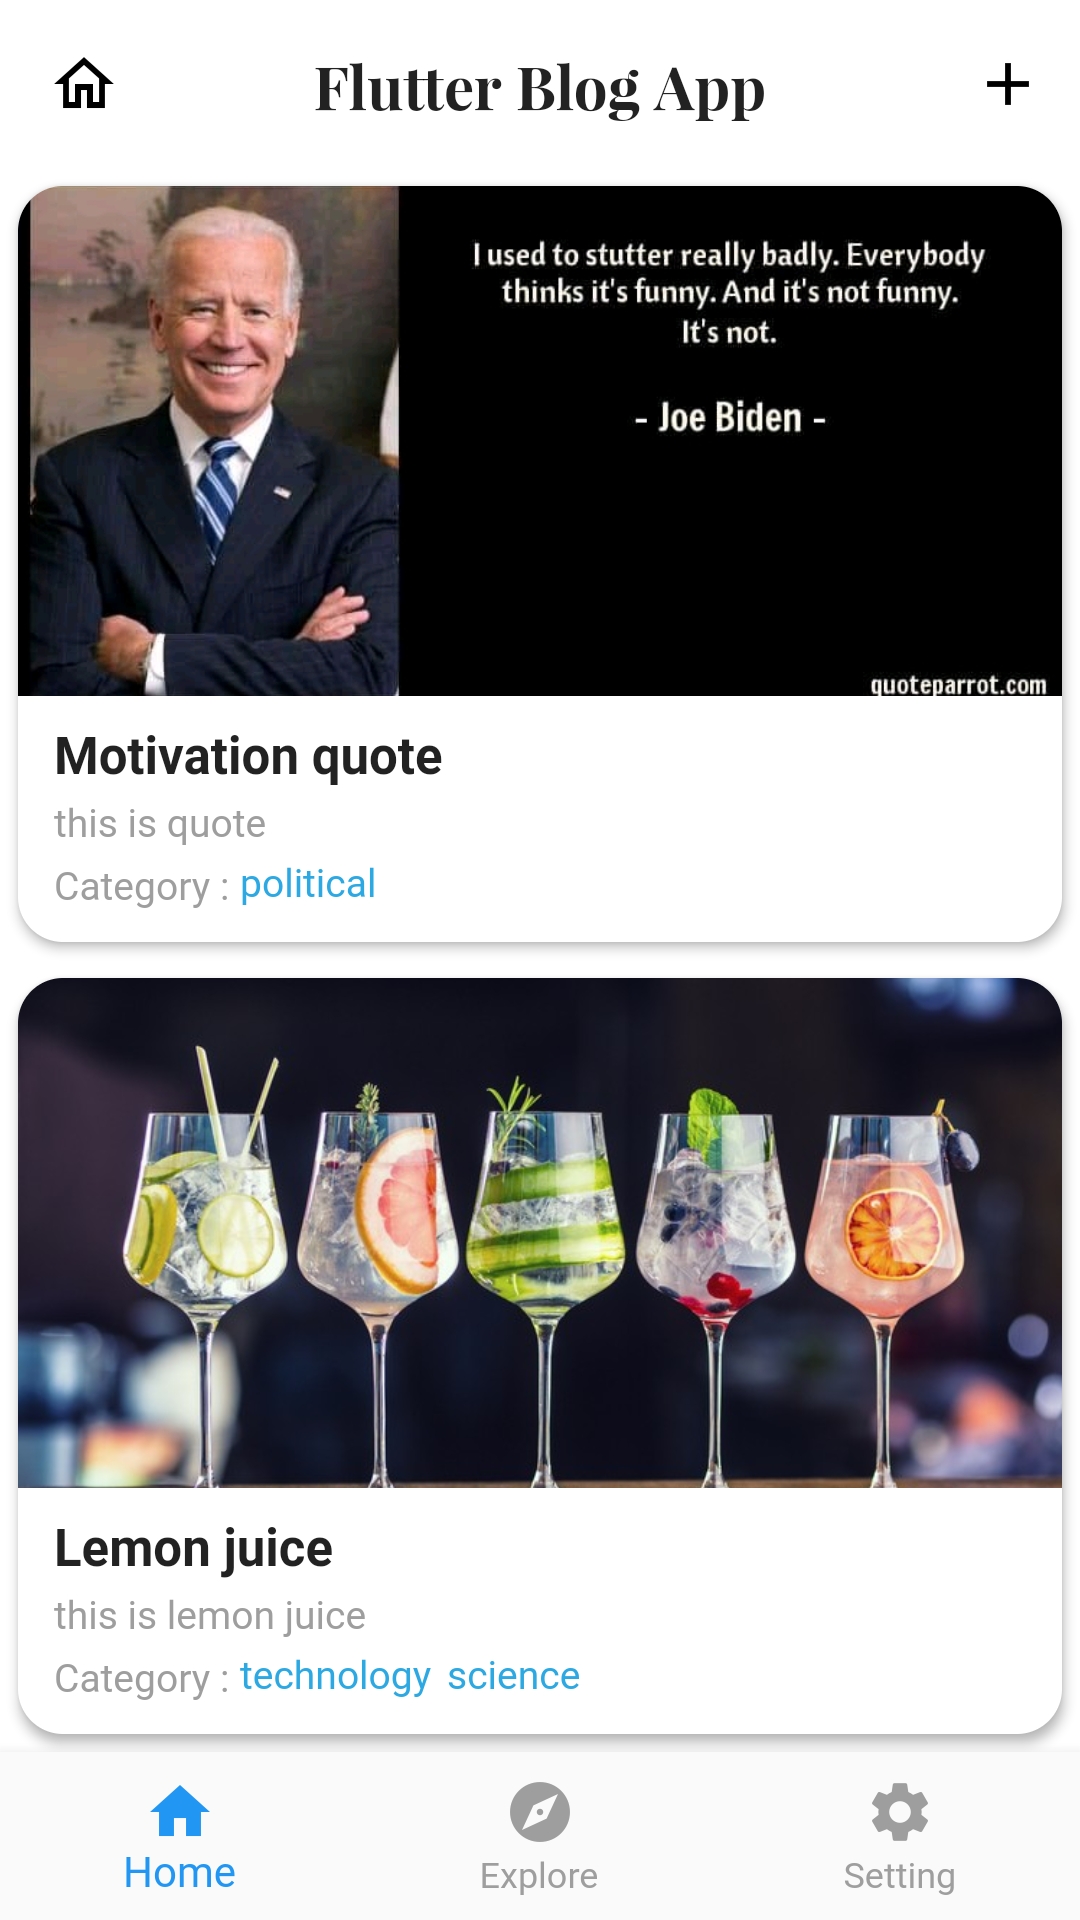 Flutter Blog App
I used to stutter really badly. Everybody
thinks it's funny. And it's not funny.
It's not.
- Joe Biden -
quoteparrot.com
Motivation quote
this is quote
Category : political
Lemon juice
this is lemon juice
Category : technology science
Home Explore Setting